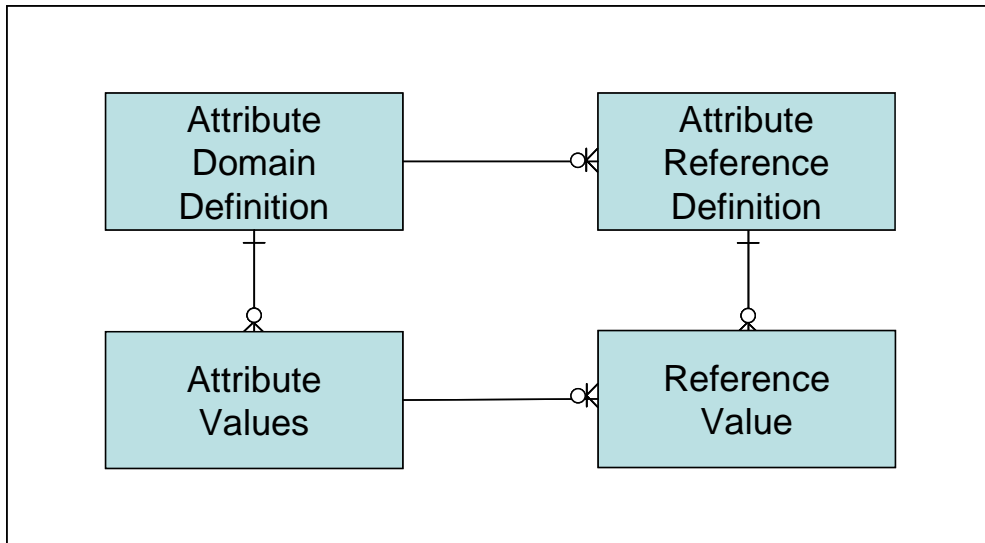 Attribute
Domain
Definition
Attribute
Reference
Definition
Attribute
Values
Reference
Value